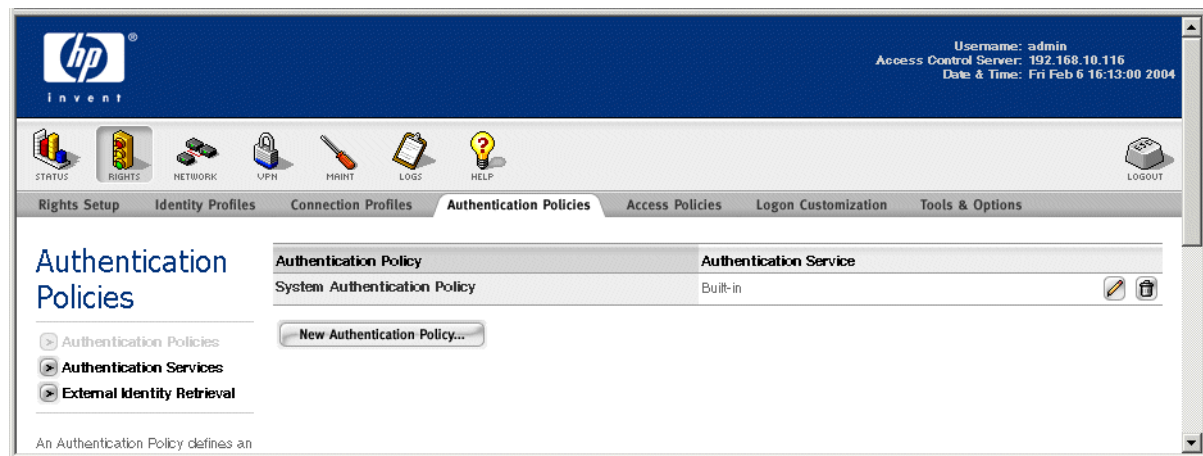 hp ®
invent
Username: admin
Access Control Server: 192.168.10.116
Date & Time: Fri Feb 6 16:13:00 2004
STATUS RIGHTS NETWORK VPN MAINT LOGS HELP LOGOUT
Rights Setup Identity Profiles Connection Profiles Authentication Policies Access Policies Logon Customization Tools & Options
Authentication
Policies
Authentication Policies
Authentication Services
External Identity Retrieval
An Authentication Policy defines an
Authentication Policy Authentication Service
System Authentication Policy Built-in
New Authentication Policy...